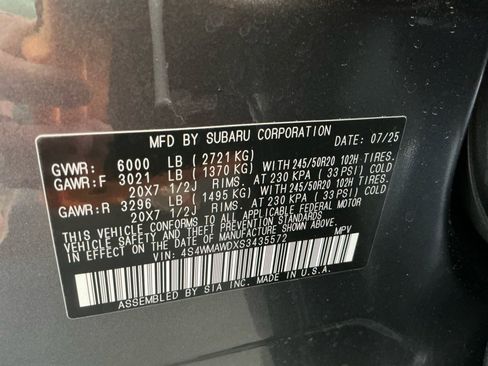 MFD BY SUBARU CORPORATION DATE: 07/25
GVWR: 6000 LB (2721 KG)
GAWR:F 3021 LB (1370 KG) WITH 245/50R20 102H TIRES.
20X7 1/2J RIMS. AT 230 KPA (33 PSI) COLD
GAWR:R 3296 LB (1495 KG) WITH 245/50R20 102H TIRES.
20X7 1/2J RIMS. AT 230 KPA (33 PSI) COLD
THIS VEHICLE CONFORMS TO ALL APPLICABLE FEDERAL MOTOR
VEHICLE SAFETY, BUMPER, AND THEFT PREVENTION STANDARDS
IN EFFECT ON THE DATE OF MANUFACTURE SHOWN ABOVE.
VIN: 4S4WMAWDXS3435572 MPV
ASSEMBLED BY SIA INC. MADE IN U.S.A.